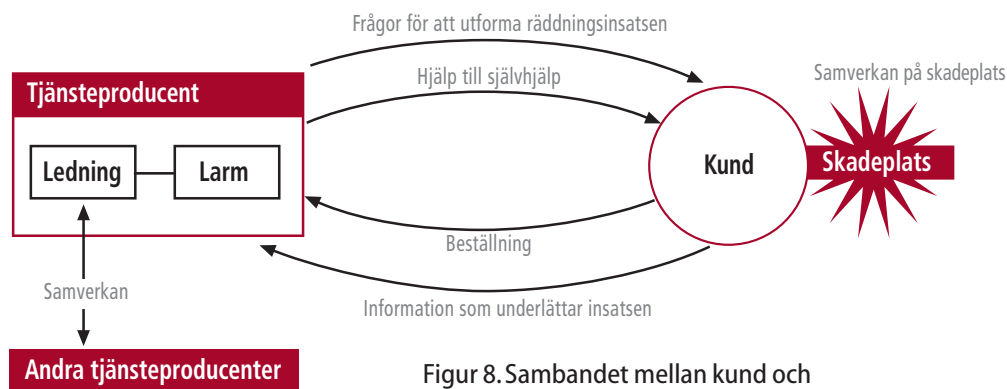 Frågor för att utforma räddningsinsatsen
Hjälp till självhjälp
Samverkan på skadeplats
Tjänsteproducent
Ledning
Larm
Kund
Skadeplats
Beställning
Samverkan
Information som underlättar insatsen
Andra tjänsteproducenter
Figur 8. Sambandet mellan kund och